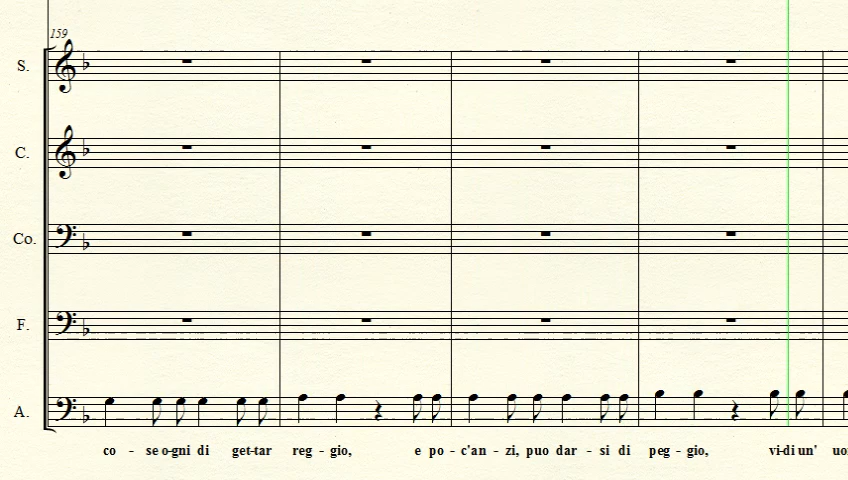 159
S.
C.
Co.
F.
A.
co - se o-gni di get-tar reg - gio, e po - c'an - zi, puo dar - si di peg - gio, vi-di un'